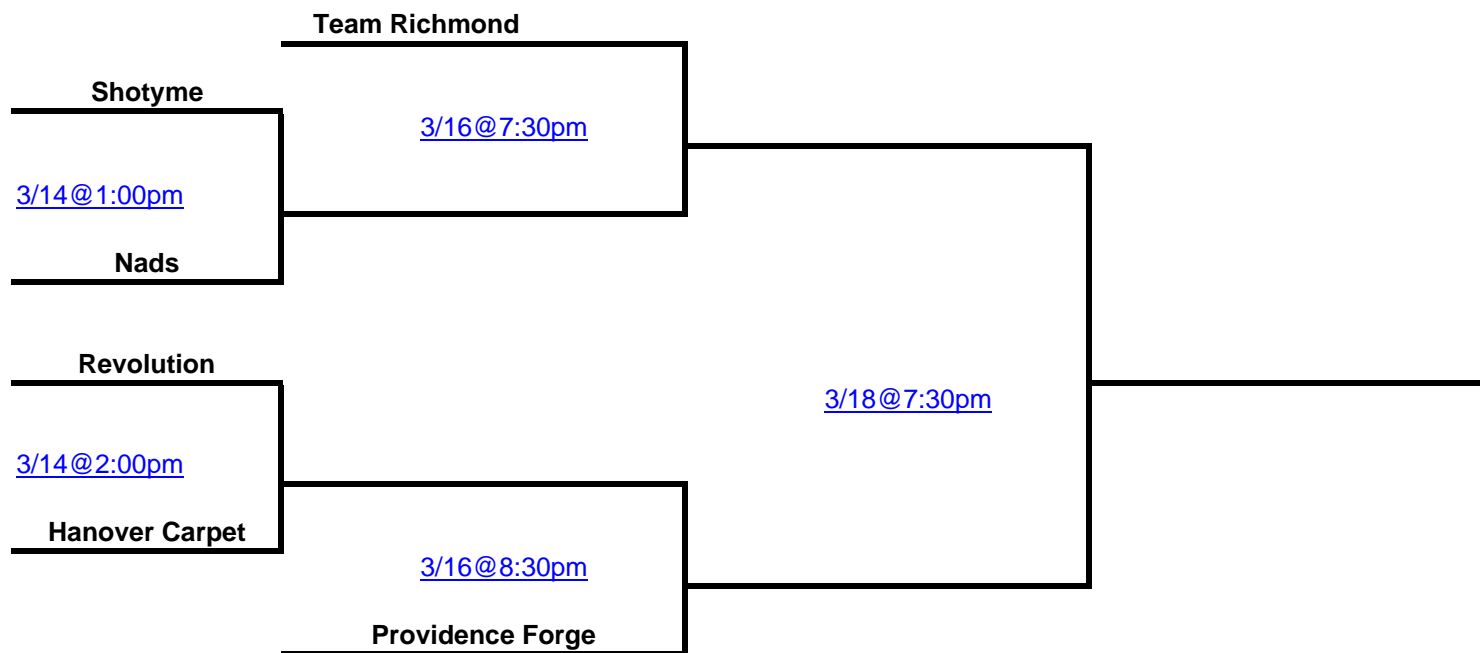 Team Richmond
Shotyme
3/16@7:30pm
3/14@1:00pm
Nads
Revolution
3/18@7:30pm
3/14@2:00pm
Hanover Carpet
3/16@8:30pm
Providence Forge